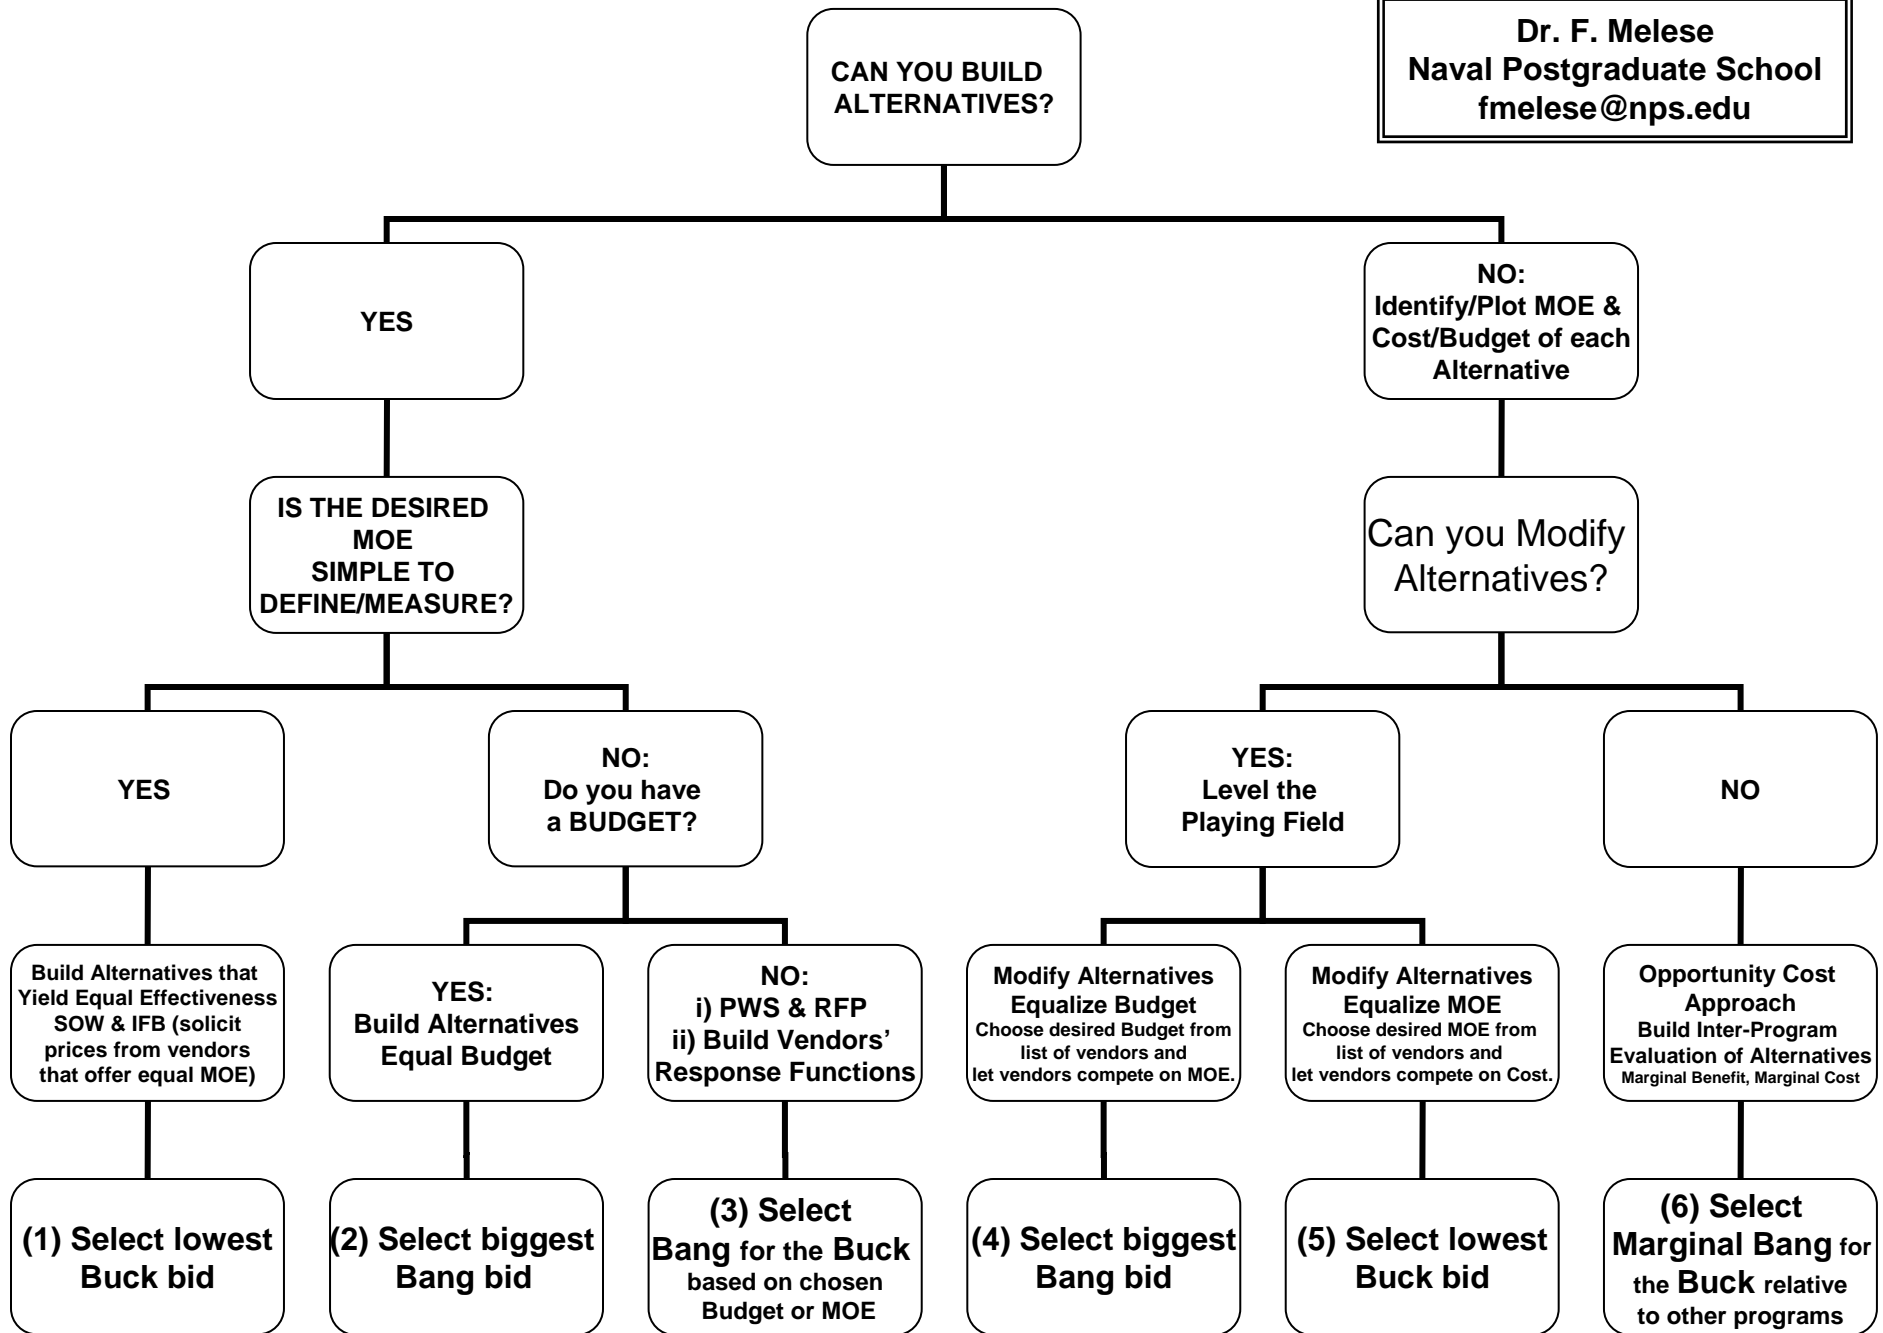 Dr. F. Melese
Naval Postgraduate School
fmelese@nps.edu
CAN YOU BUILD
ALTERNATIVES?
YES
NO:
Identify/Plot MOE &
Cost/Budget of each
Alternative
IS THE DESIRED
MOE
SIMPLE TO
DEFINE/MEASURE?
Can you Modify
Alternatives?
YES
NO:
Do you have
a BUDGET?
YES:
Level the
Playing Field
NO
Build Alternatives that
Yield Equal Effectiveness
SOW & IFB (solicit
prices from vendors
that offer equal MOE)
YES:
Build Alternatives
Equal Budget
NO:
i) PWS & RFP
ii) Build Vendors’
Response Functions
Modify Alternatives
Equalize Budget
Choose desired Budget from
list of vendors and
let vendors compete on MOE.
Modify Alternatives
Equalize MOE
Choose desired MOE from
list of vendors and
let vendors compete on Cost.
Opportunity Cost
Approach
Build Inter-Program
Evaluation of Alternatives
Marginal Benefit, Marginal Cost
(1) Select lowest
Buck bid
(2) Select biggest
Bang bid
(3) Select
Bang for the Buck
based on chosen
Budget or MOE
(4) Select biggest
Bang bid
(5) Select lowest
Buck bid
(6) Select
Marginal Bang for
the Buck relative
to other programs